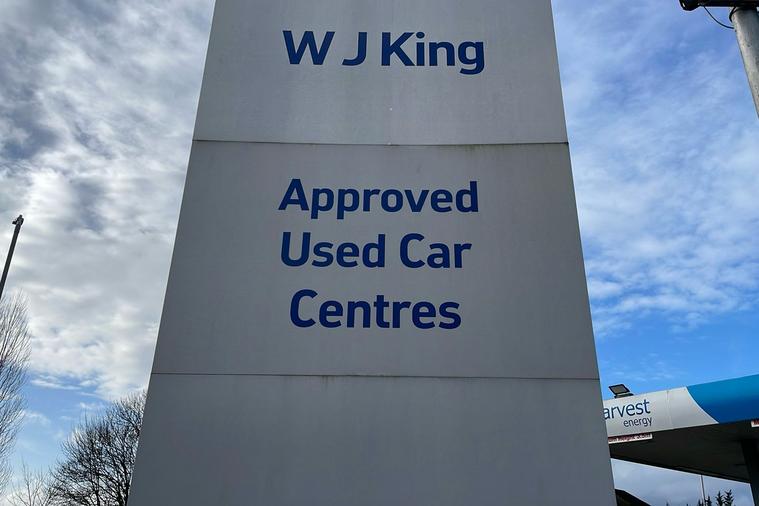 W J King
Approved
Used Car
Centres
arvest
energy